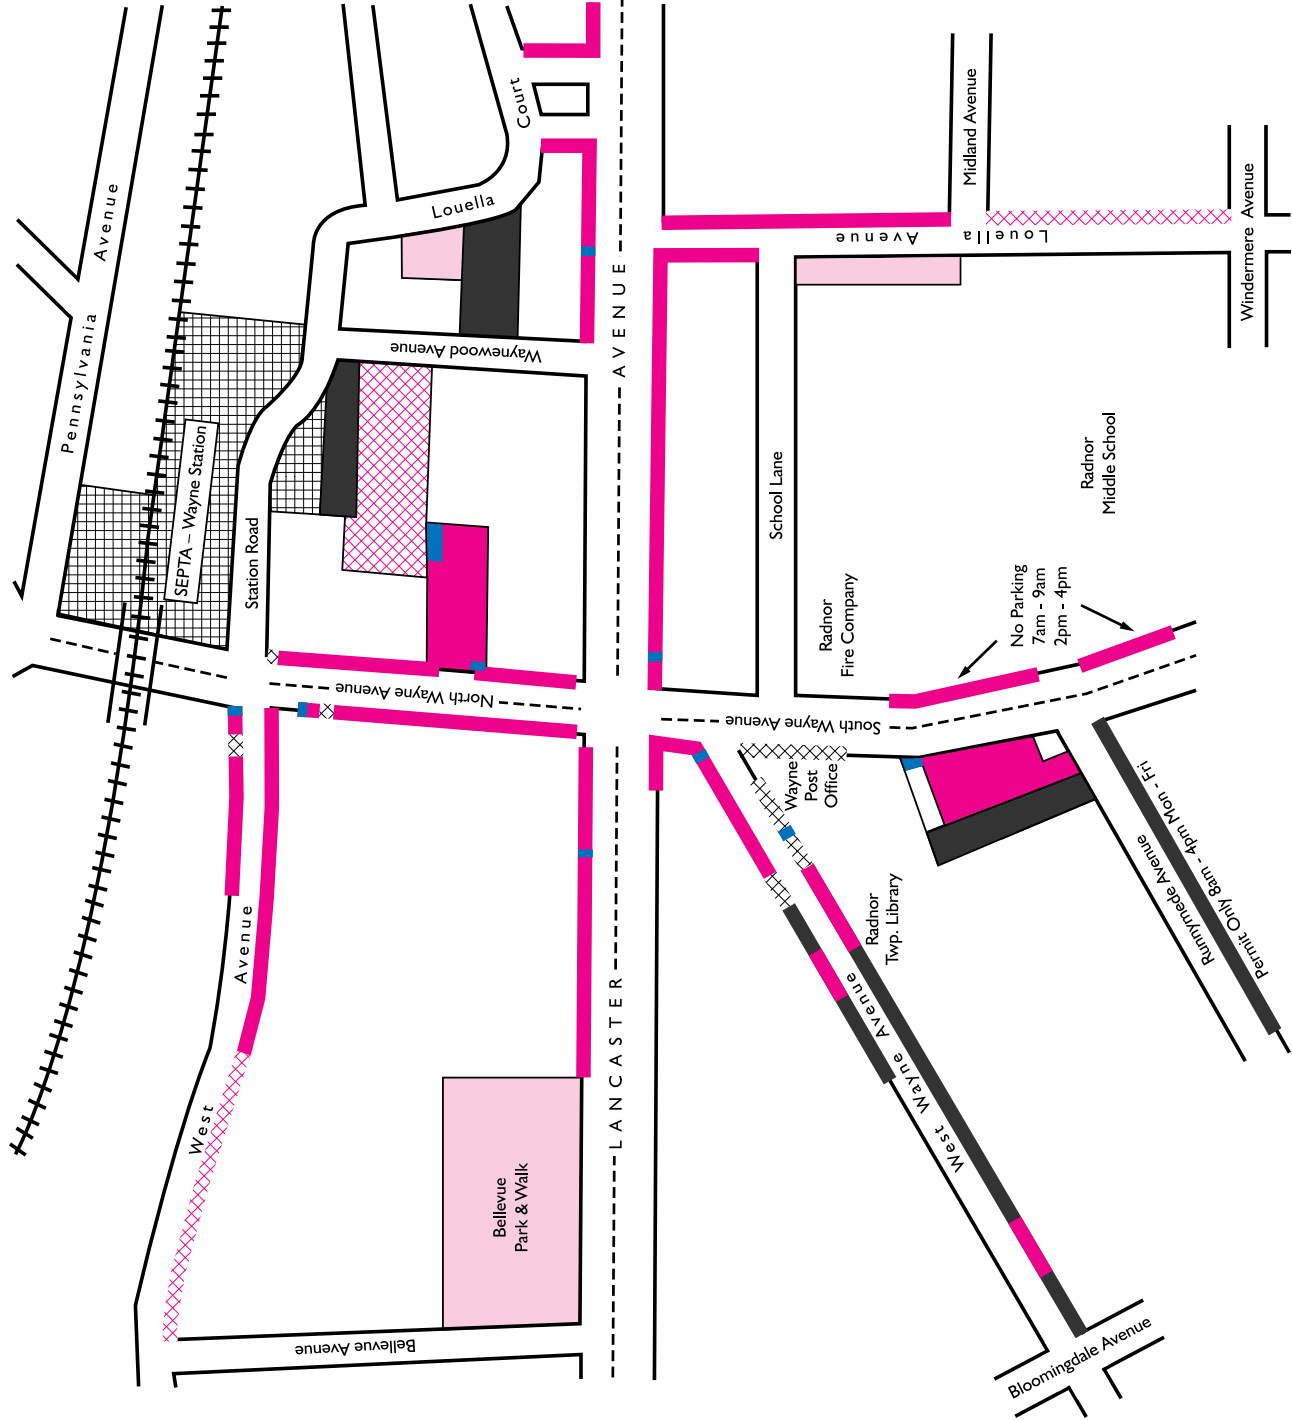 Court
Midland Avenue
Avenue
Louella
Windermere Avenue
Louella Avenue
AVENUE
Pennsylvania
Waynewood Avenue
SEPTA – Wayne Station
Station Road
School Lane
Radnor
Middle School
Radnor
Fire Company
No Parking
7am - 9am
2pm - 4pm
North Wayne Avenue
South Wayne Avenue
Wayne
Post
Office
Permit Only 8am - 4pm Mon - Fri
Runnymede Avenue
Radnor
Twp. Library
West Avenue
LANCASTER
West Wayne Avenue
Bellevue
Park & Walk
Bellevue Avenue
Bloomingdale Avenue